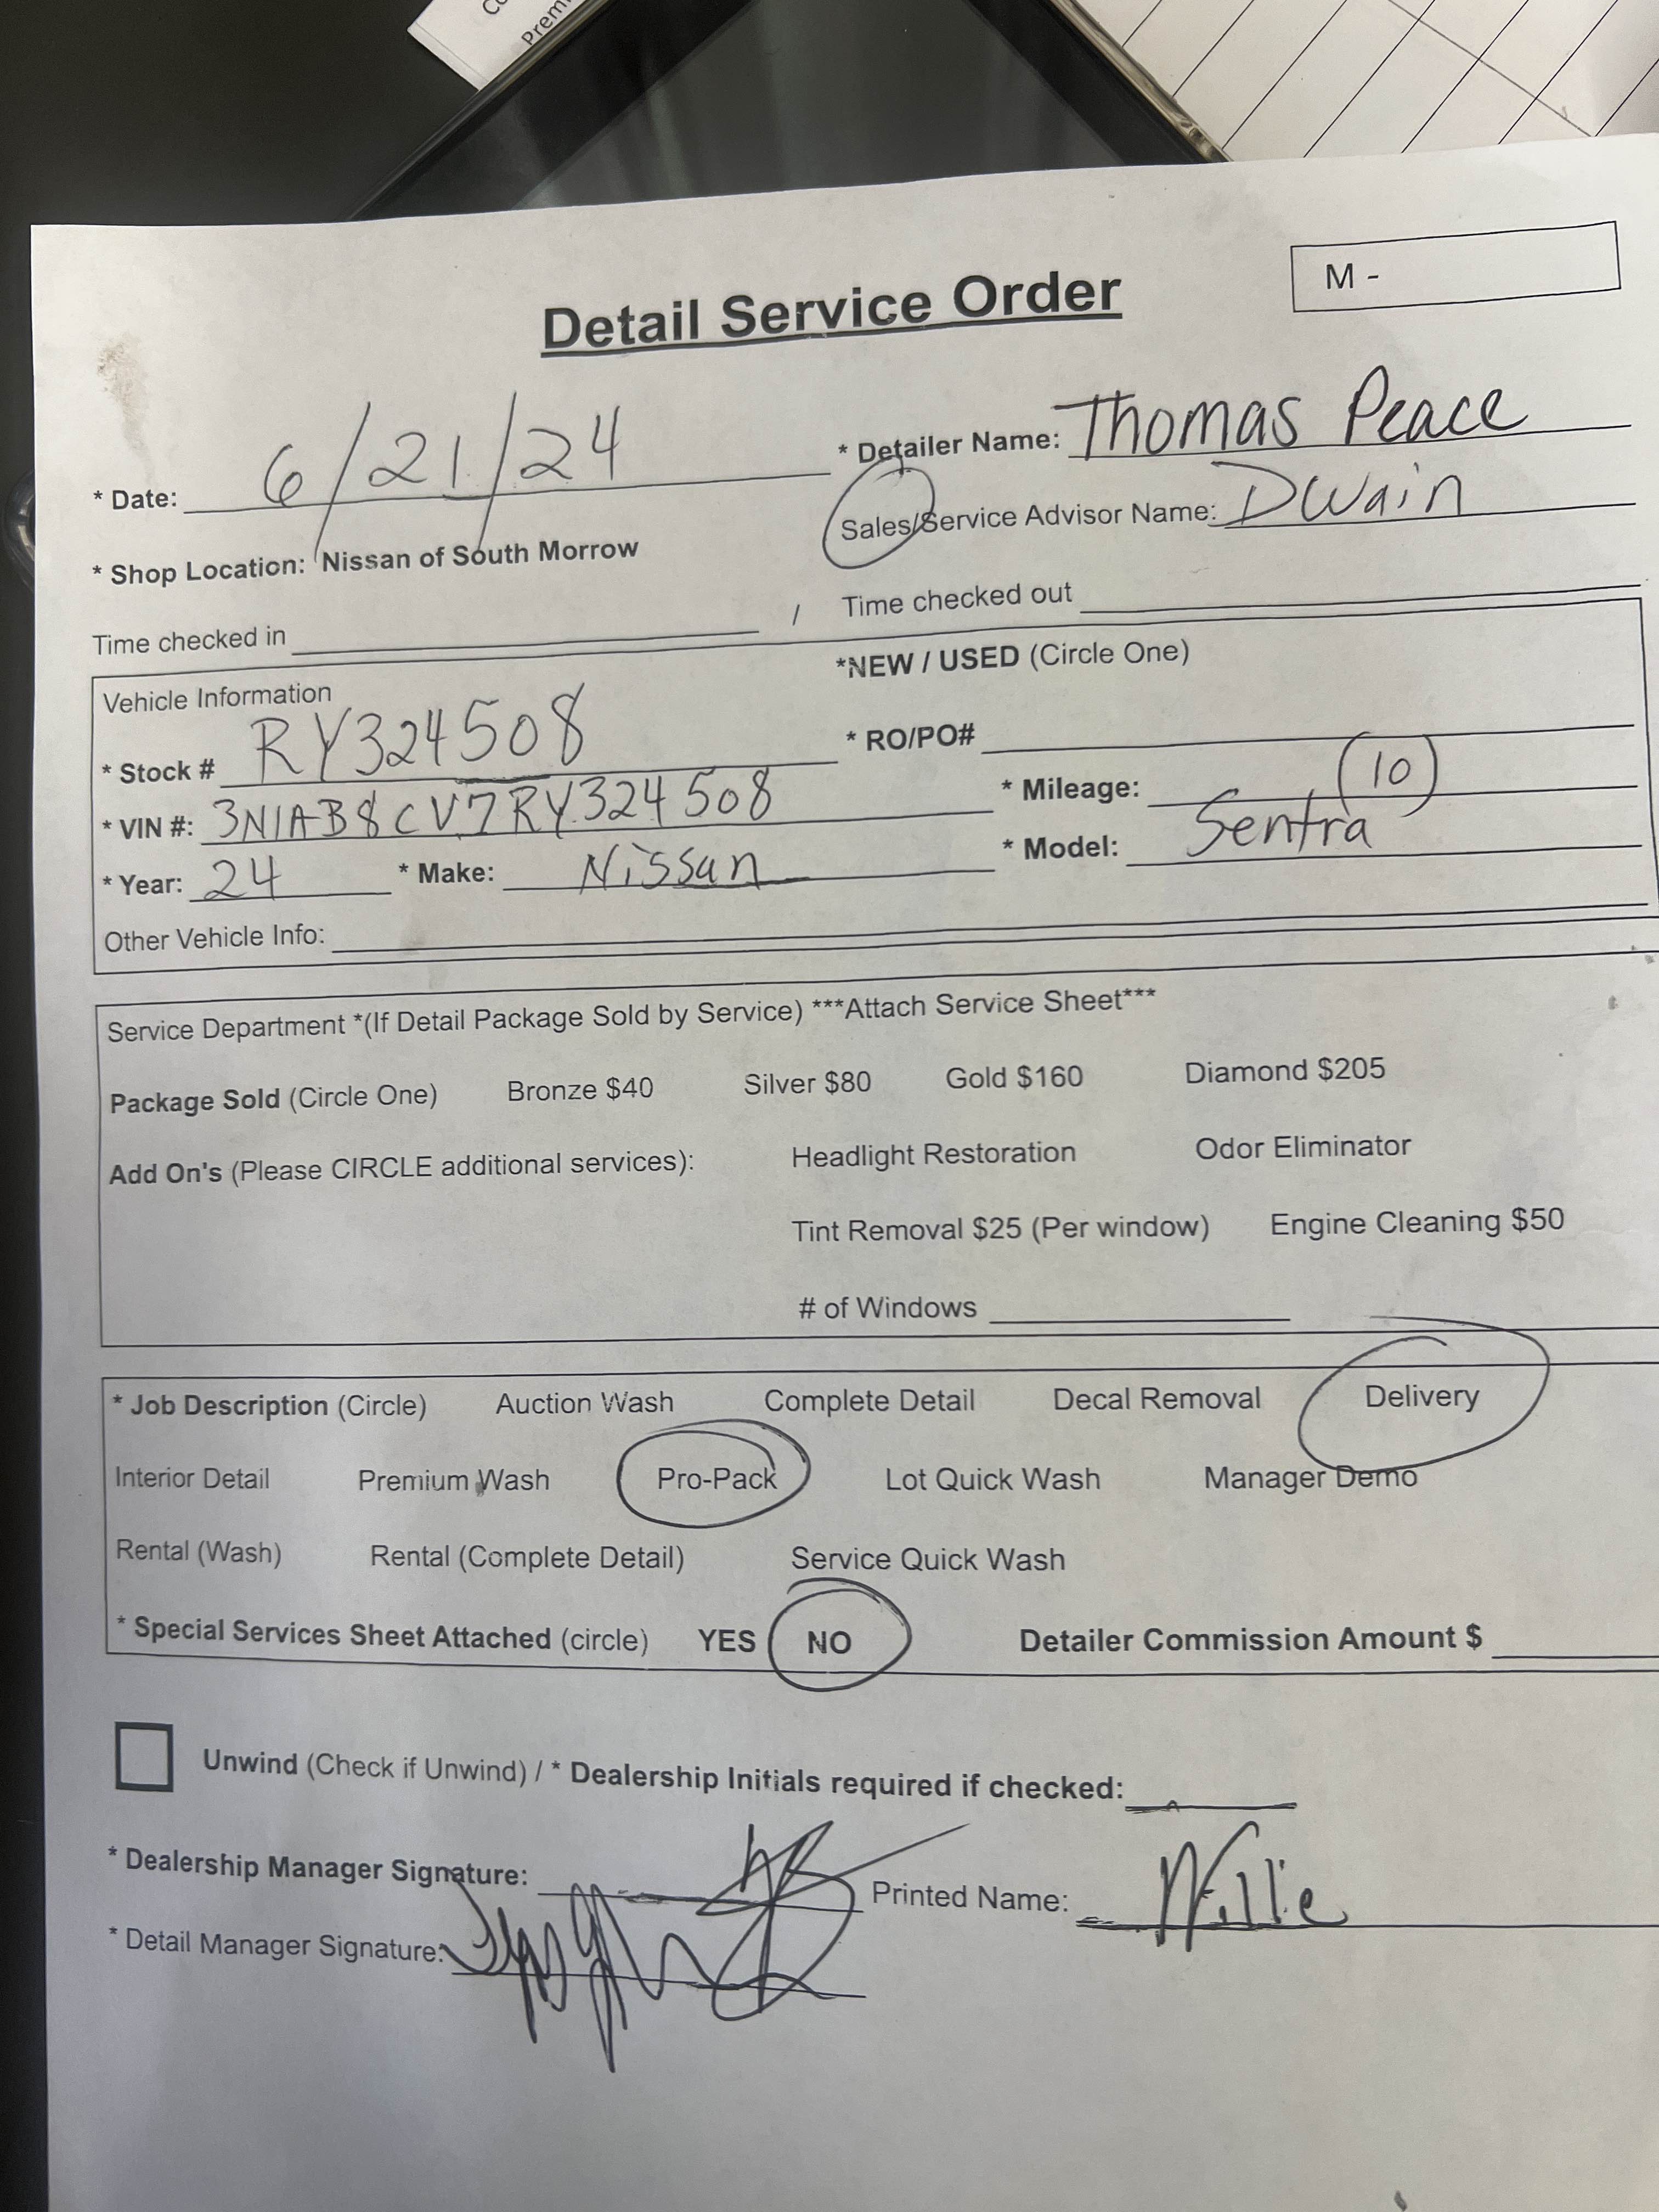 Prem
M -
Detail Service Order
* Date: 6/21/24 * Detailer Name: Thomas Peace
Sales/Service Advisor Name: Dwain
* Shop Location: Nissan of South Morrow
Time checked in / Time checked out
Vehicle Information *NEW / USED (Circle One)
* Stock # RY324508 * RO/PO#
* VIN #: 3N1AB8CV7RY324508 * Mileage: (10)
* Year: 24 * Make: Nissan * Model: Sentra
Other Vehicle Info:
Service Department *(If Detail Package Sold by Service) ***Attach Service Sheet***
Package Sold (Circle One) Bronze $40 Silver $80 Gold $160 Diamond $205
Add On's (Please CIRCLE additional services): Headlight Restoration Odor Eliminator
Tint Removal $25 (Per window) Engine Cleaning $50
# of Windows
* Job Description (Circle) Auction Wash Complete Detail Decal Removal Delivery
Interior Detail Premium Wash Pro-Pack Lot Quick Wash Manager Demo
Rental (Wash) Rental (Complete Detail) Service Quick Wash
* Special Services Sheet Attached (circle) YES NO Detailer Commission Amount $
Unwind (Check if Unwind) / * Dealership Initials required if checked:
* Dealership Manager Signature: Printed Name: Willie
* Detail Manager Signature: